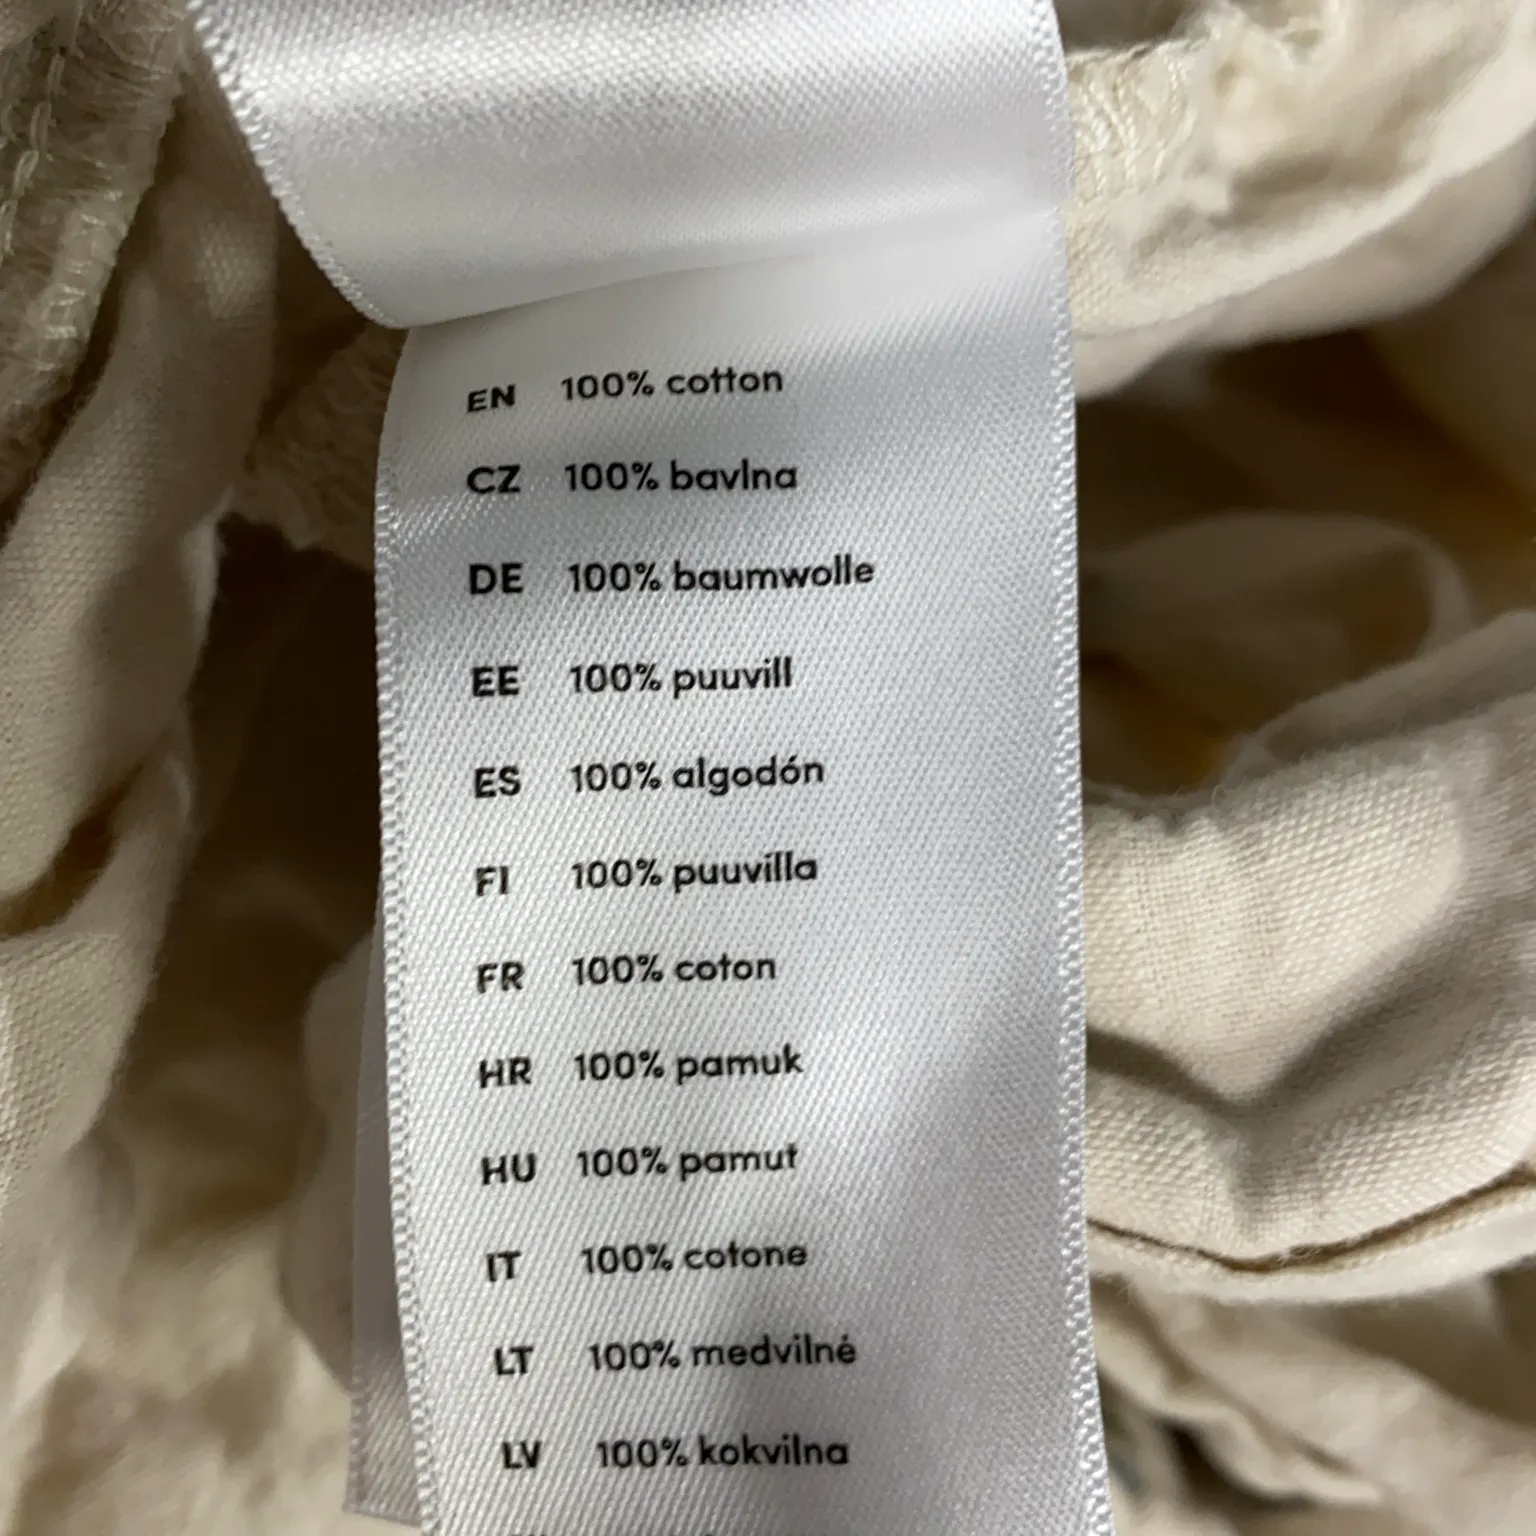 EN 100% cotton
CZ 100% bavlna
DE 100% baumwolle
EE 100% puuvill
ES 100% algodón
FI 100% puuvilla
FR 100% coton
HR 100% pamuk
HU 100% pamut
IT 100% cotone
LT 100% medvilnė
LV 100% kokvilna